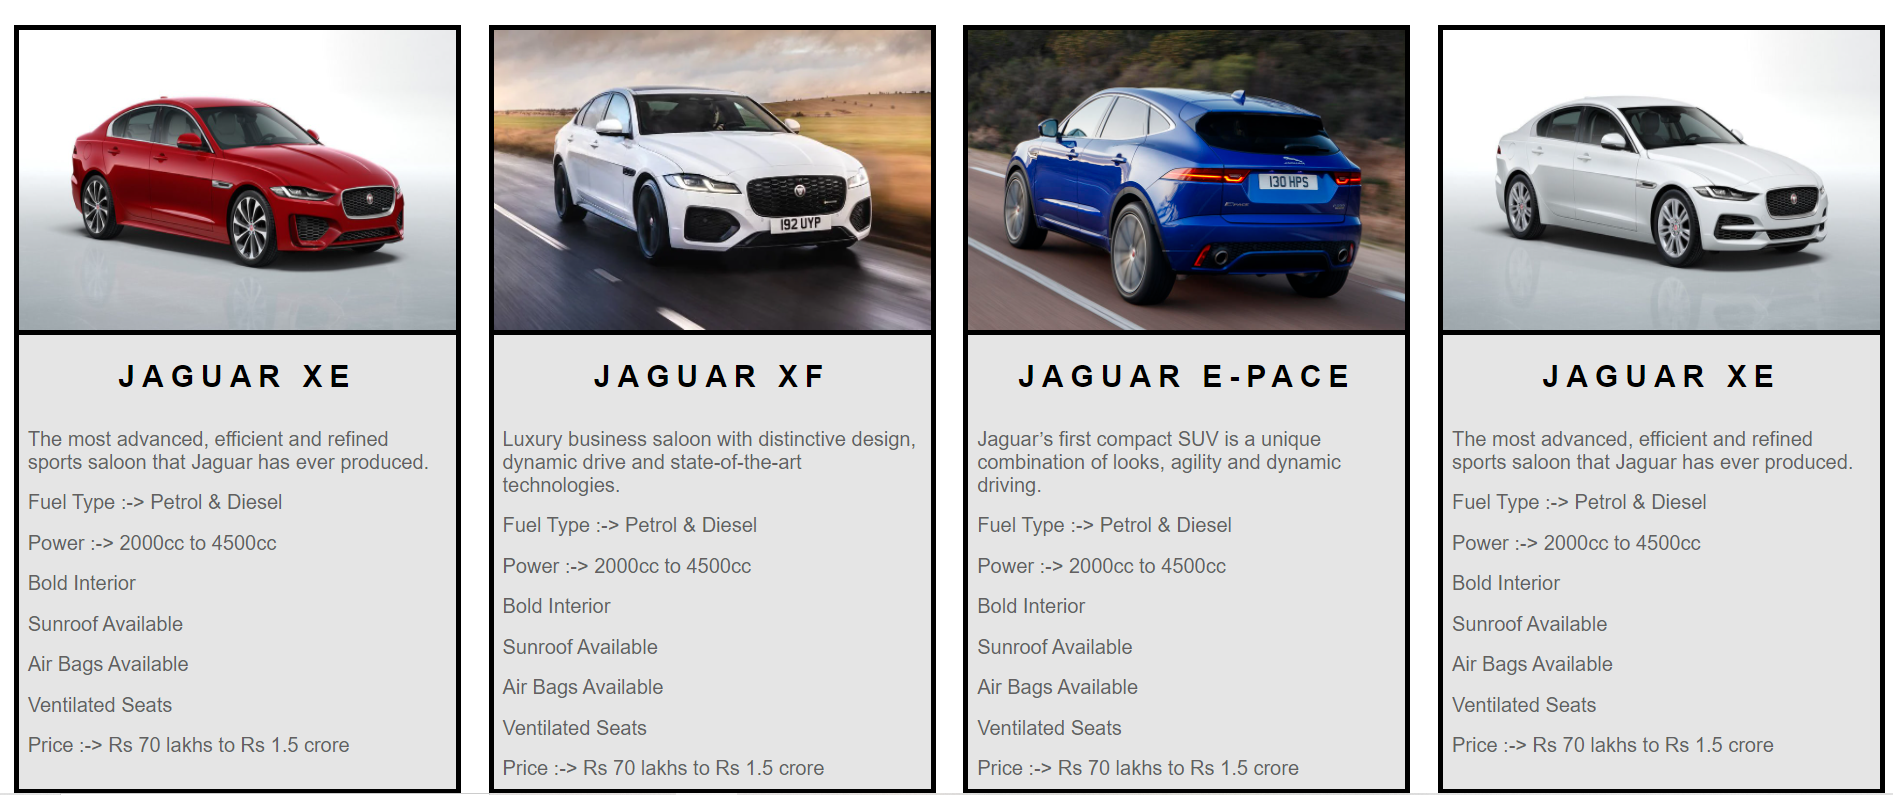 192 UYP
130 HPS
JAGUAR XE
The most advanced, efficient and refined
sports saloon that Jaguar has ever produced.
Fuel Type :-> Petrol & Diesel
Power :-> 2000cc to 4500cc
Bold Interior
Sunroof Available
Air Bags Available
Ventilated Seats
Price :-> Rs 70 lakhs to Rs 1.5 crore
JAGUAR XF
Luxury business saloon with distinctive design,
dynamic drive and state-of-the-art
technologies.
Fuel Type :-> Petrol & Diesel
Power :-> 2000cc to 4500cc
Bold Interior
Sunroof Available
Air Bags Available
Ventilated Seats
Price :-> Rs 70 lakhs to Rs 1.5 crore
JAGUAR E-PACE
Jaguar’s first compact SUV is a unique
combination of looks, agility and dynamic
driving.
Fuel Type :-> Petrol & Diesel
Power :-> 2000cc to 4500cc
Bold Interior
Sunroof Available
Air Bags Available
Ventilated Seats
Price :-> Rs 70 lakhs to Rs 1.5 crore
JAGUAR XE
The most advanced, efficient and refined
sports saloon that Jaguar has ever produced.
Fuel Type :-> Petrol & Diesel
Power :-> 2000cc to 4500cc
Bold Interior
Sunroof Available
Air Bags Available
Ventilated Seats
Price :-> Rs 70 lakhs to Rs 1.5 crore